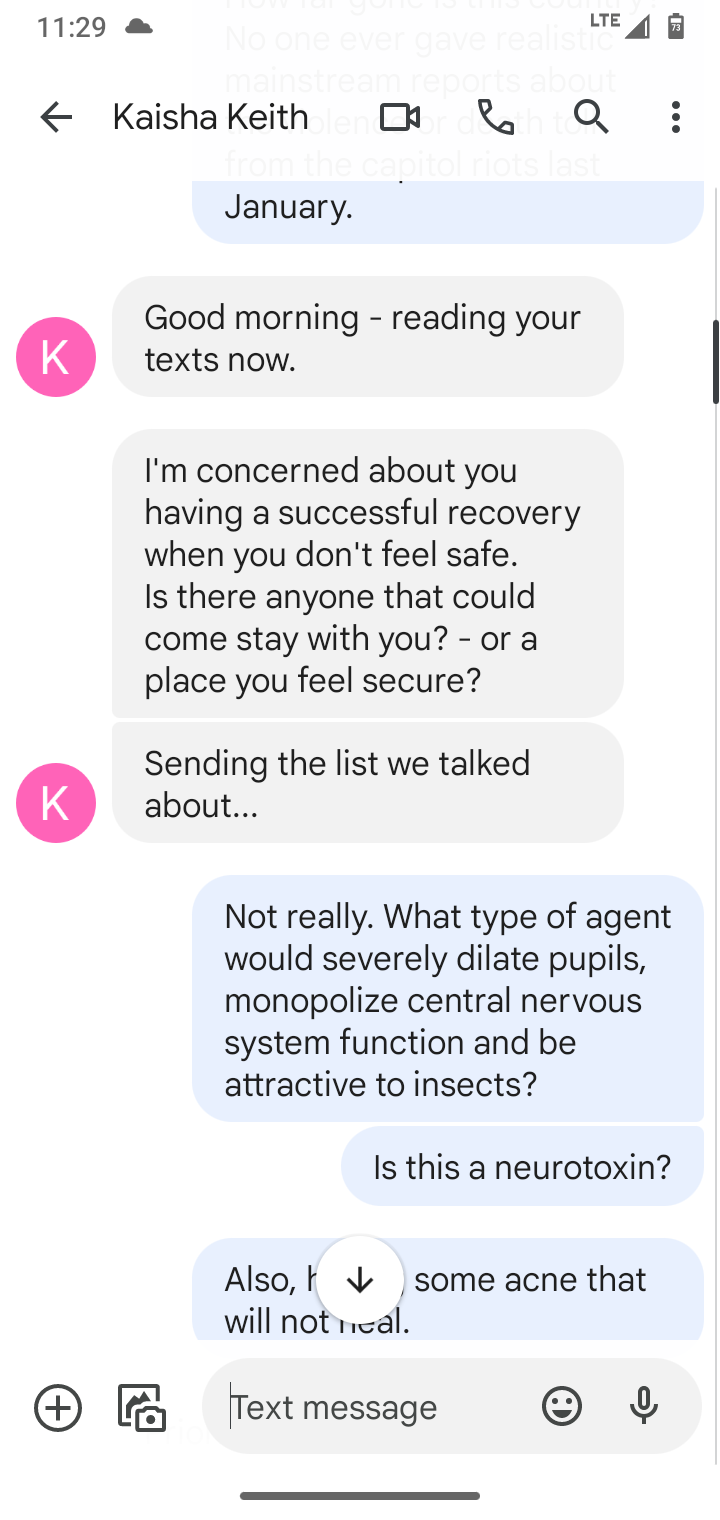 11:29
LTE
73
How far gone is this country?
No one ever gave realistic
mainstream reports about
Kaisha Keith
violence or death toll
from the capitol riots last
January.
Good morning - reading your
texts now.
K
I'm concerned about you
having a successful recovery
when you don't feel safe.
Is there anyone that could
come stay with you? - or a
place you feel secure?
Sending the list we talked
about...
K
Not really. What type of agent
would severely dilate pupils,
monopolize central nervous
system function and be
attractive to insects?
Is this a neurotoxin?
Also, some acne that
will not heal.
Text message